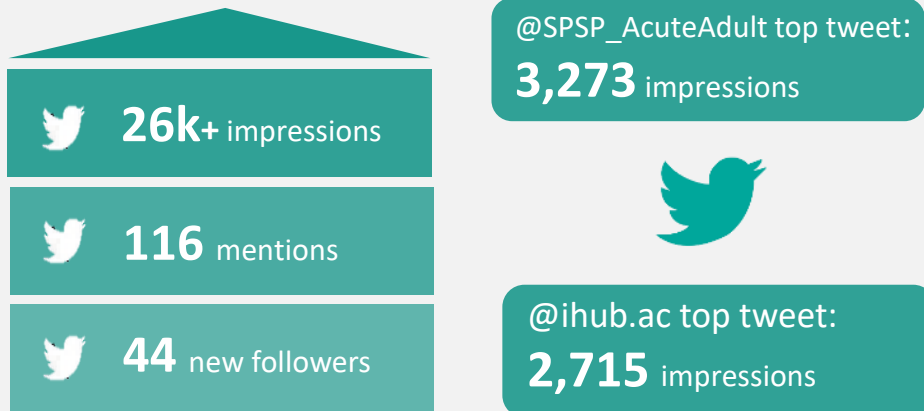 26k+ impressions
116 mentions
44 new followers
@SPSP_AcuteAdult top tweet:
3,273 impressions
@ihub.ac top tweet:
2,715 impressions